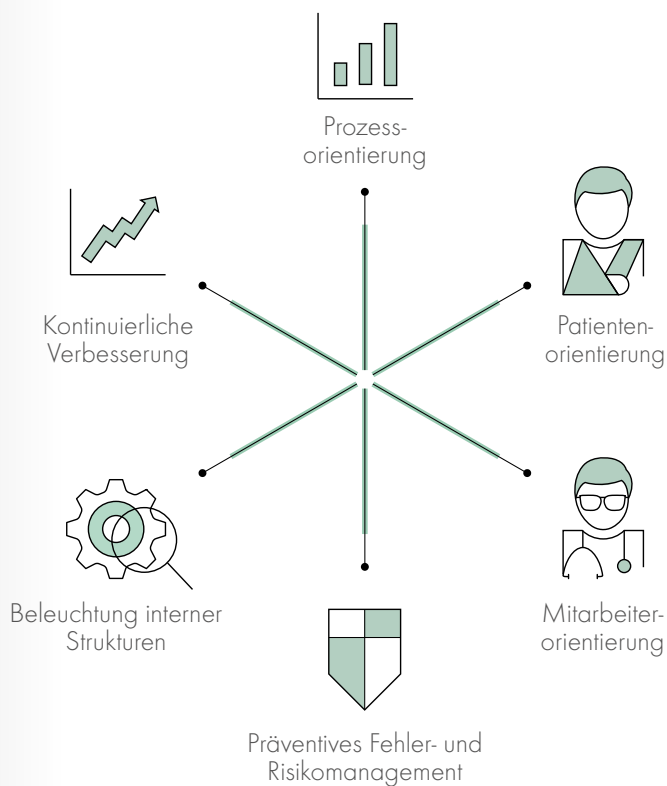 Prozess-
orientierung
Kontinuierliche
Verbesserung
Patienten-
orientierung
Beleuchtung interner
Strukturen
Mitarbeiter-
orientierung
Präventives Fehler- und
Risikomanagement